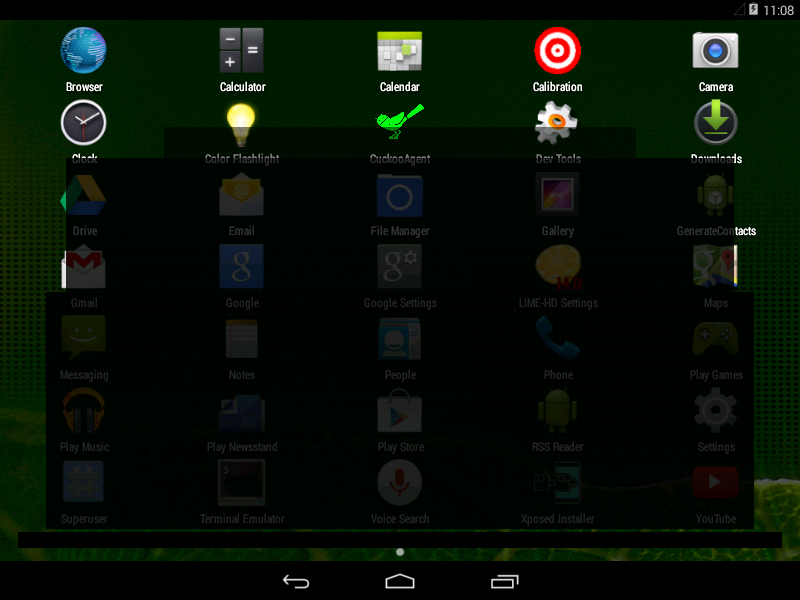 11:08
Browser Calculator Calendar Calibration Camera
Clock Color Flashlight CuckooAgent Dev Tools Downloads
Drive Email File Manager Gallery GenerateContacts
Gmail Google Google Settings LIME-HD Settings Maps
Messaging Notes People Phone Play Games
Play Music Play Newsstand Play Store RSS Reader Settings
Superuser Terminal Emulator Voice Search Xposed Installer YouTube